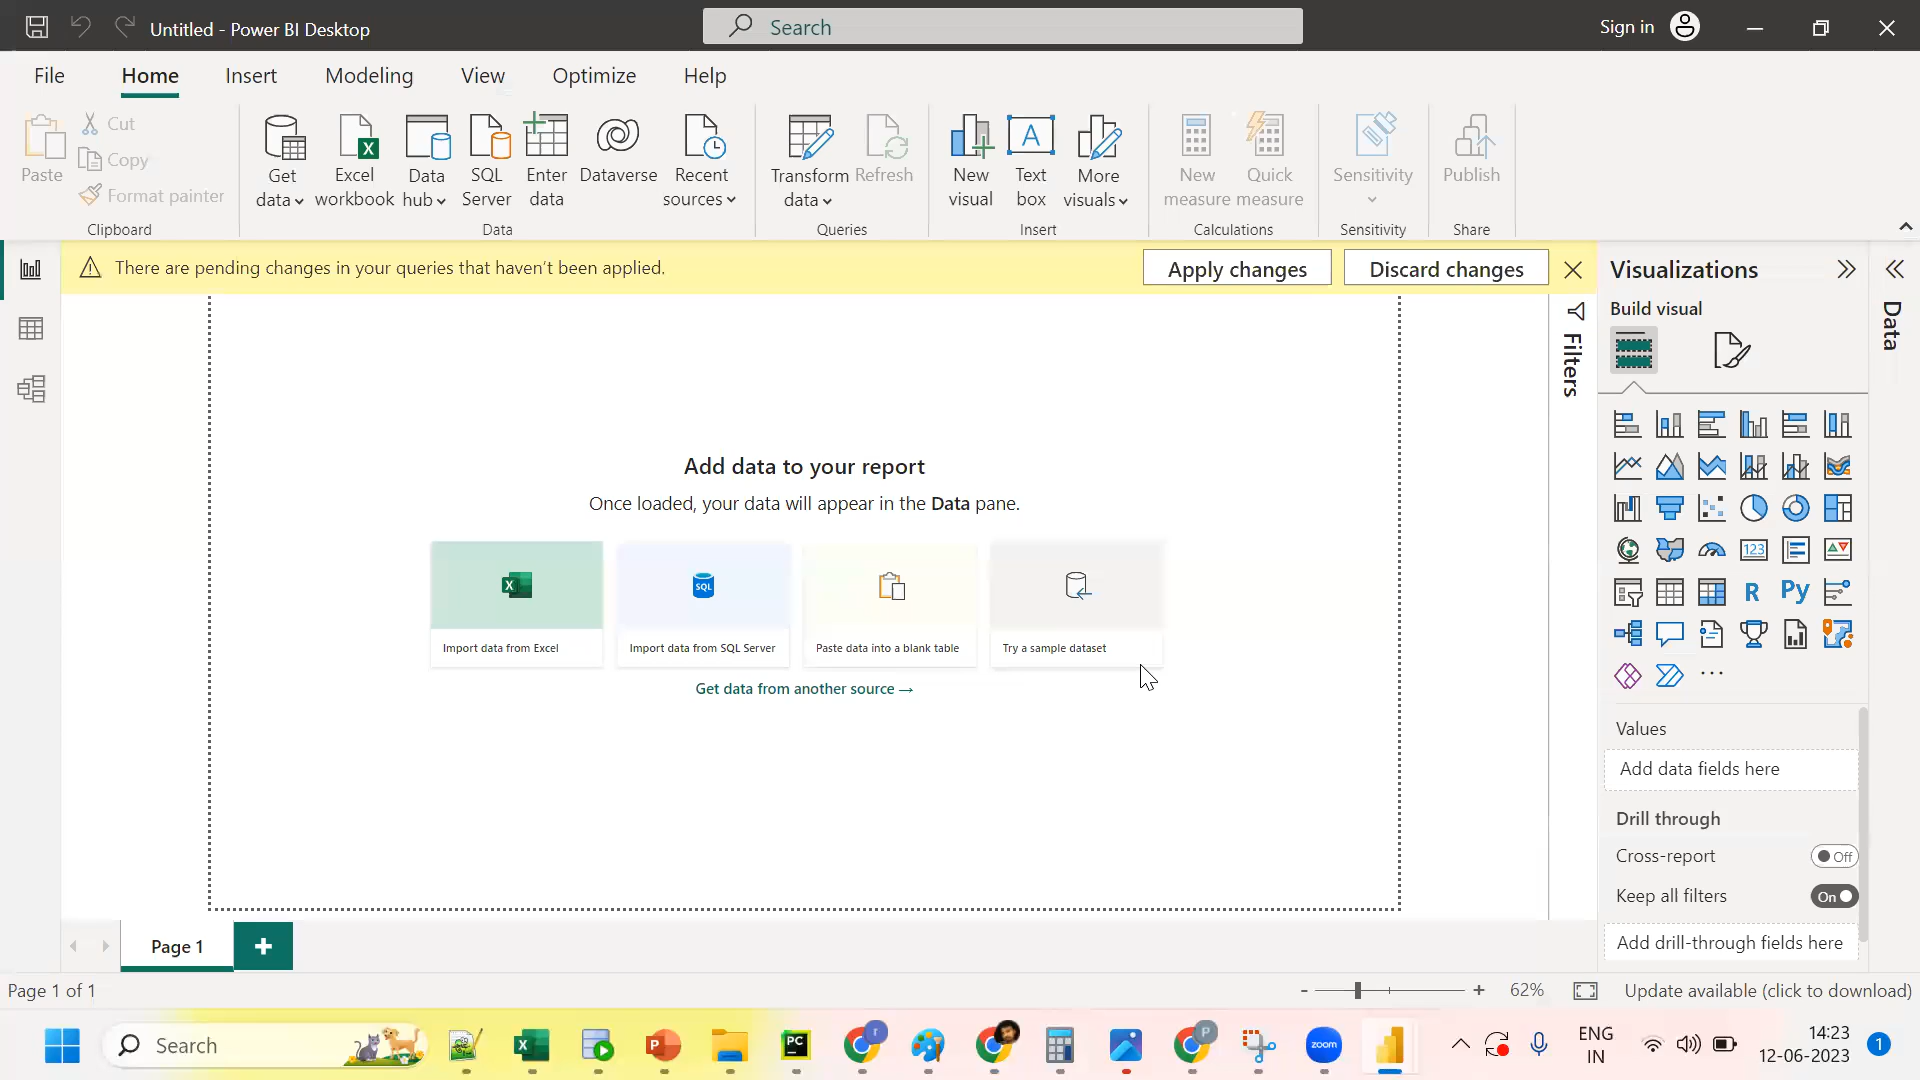 Untitled - Power BI Desktop
Search
Sign in
File
Home
Insert
Modeling
View
Optimize
Help
Paste
Cut
Copy
Format painter
Clipboard
Get data
Excel workbook
Data hub
SQL Server
Enter data
Dataverse
Recent sources
Data
Transform data
Refresh
Queries
New visual
Text box
More visuals
Insert
New measure
Quick measure
Calculations
Sensitivity
Sensitivity
Publish
Share
There are pending changes in your queries that haven't been applied.
Apply changes
Discard changes
Add data to your report
Once loaded, your data will appear in the Data pane.
SQL
Import data from Excel
Import data from SQL Server
Paste data into a blank table
Try a sample dataset
Get data from another source →
Filters
Visualizations
Build visual
123
R
Py
Values
Add data fields here
Drill through
Cross-report
Off
Keep all filters
On
Add drill-through fields here
Data
Page 1
Page 1 of 1
62%
Update available (click to download)
Search
PC
r
P
zoom
ENG
IN
14:23
12-06-2023
1